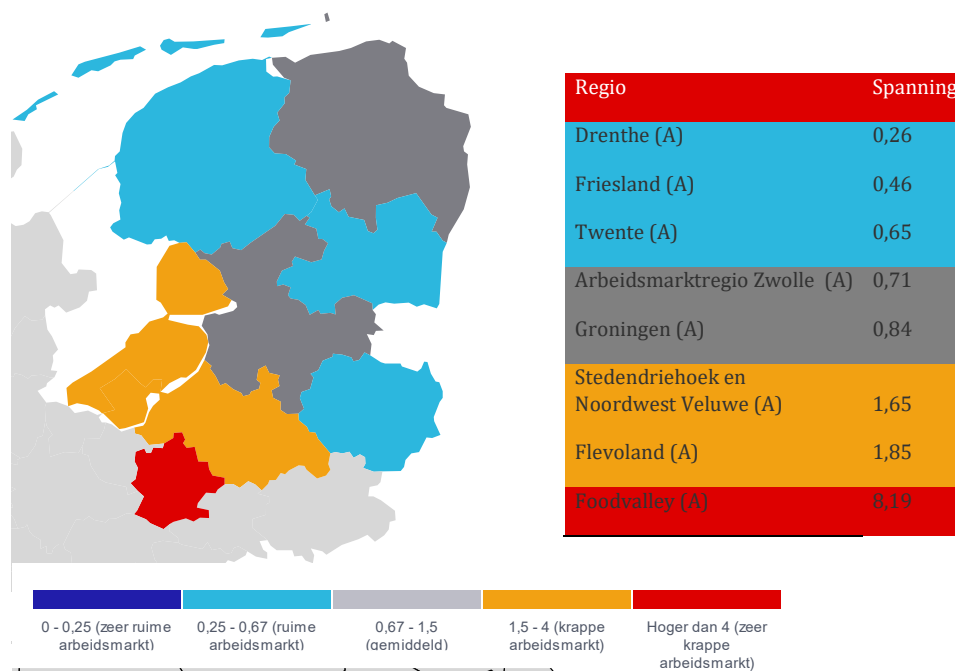 Regio Spanning
Drenthe (A) 0,26
Friesland (A) 0,46
Twente (A) 0,65
Arbeidsmarktregio Zwolle (A) 0,71
Groningen (A) 0,84
Stedendriehoek en
Noordwest Veluwe (A) 1,65
Flevoland (A) 1,85
Foodvalley (A) 8,19
0 - 0,25 (zeer ruime
arbeidsmarkt)
0,25 - 0,67 (ruime
arbeidsmarkt)
0,67 - 1,5
(gemiddeld)
1,5 - 4 (krappe
arbeidsmarkt)
Hoger dan 4 (zeer
krappe
arbeidsmarkt)